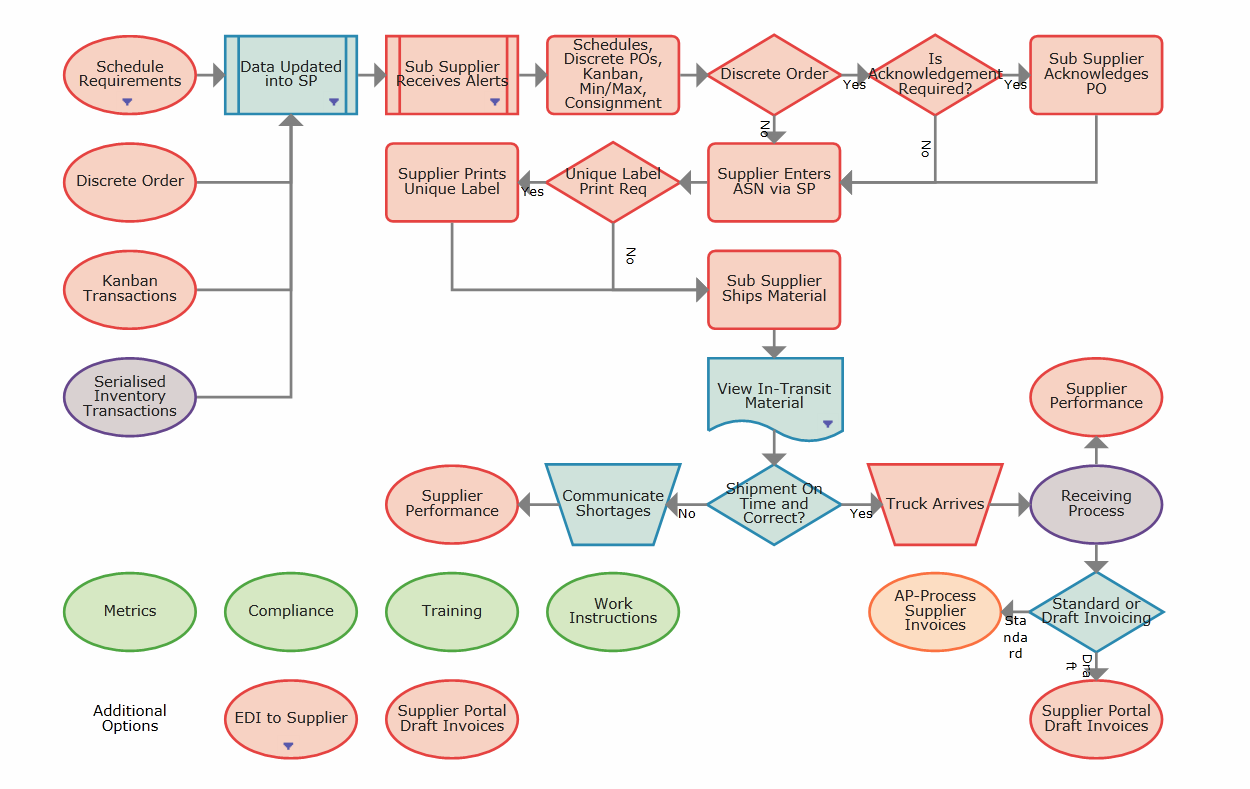 Schedule
Requirements
Data Updated
into SP
Sub Supplier
Receives Alerts
Schedules,
Discrete POs,
Kanban,
Min/Max,
Consignment
Discrete Order
Yes
Is
Acknowledgement
Required?
Yes
Sub Supplier
Acknowledges
PO
No
No
Discrete Order
Supplier Prints
Unique Label
Yes
Unique Label
Print Req
Supplier Enters
ASN via SP
No
Kanban
Transactions
Sub Supplier
Ships Material
Serialised
Inventory
Transactions
View In-Transit
Material
Supplier
Performance
Supplier
Performance
Communicate
Shortages
No
Shipment On
Time and
Correct?
Yes
Truck Arrives
Receiving
Process
Metrics
Compliance
Training
Work
Instructions
AP-Process
Supplier
Invoices
Sta
nda
rd
Standard or
Draft Invoicing
Dra
ft
Additional
Options
EDI to Supplier
Supplier Portal
Draft Invoices
Supplier Portal
Draft Invoices